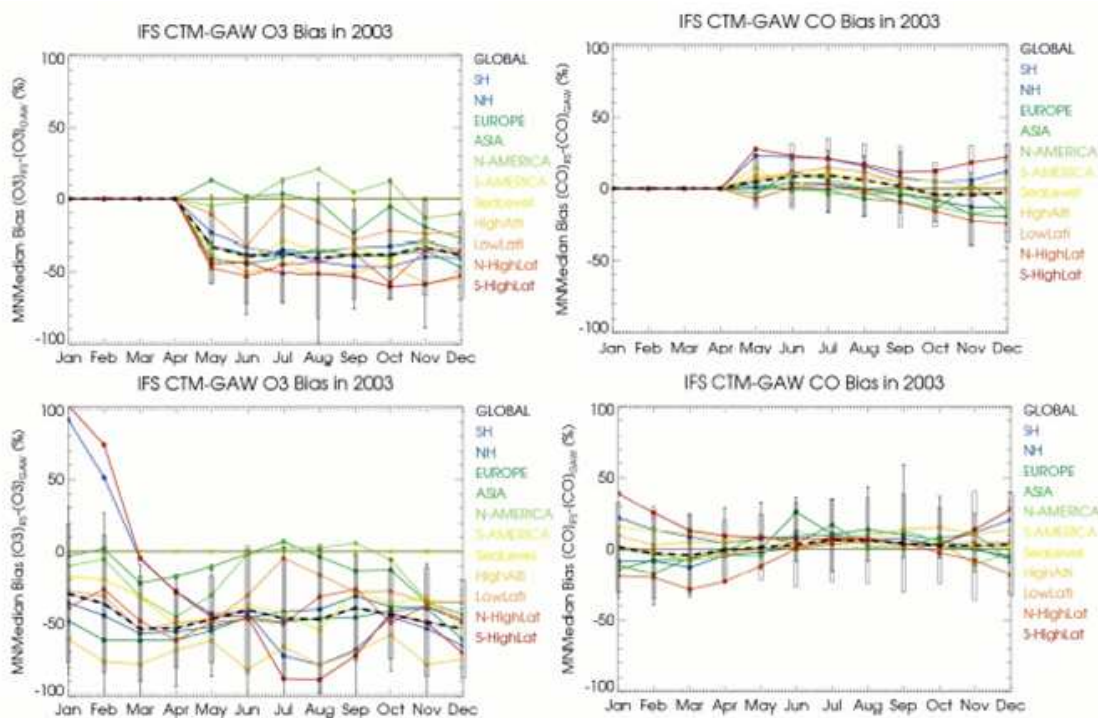 IFS CTM-GAW O3 Bias in 2003
MNMedian Bias (O3)IFS-(O3)GAW (%)
100
50
0
-50
-100
Jan Feb Mar Apr May Jun Jul Aug Sep Oct Nov Dec
GLOBAL
SH
NH
EUROPE
ASIA
N-AMERICA
S-AMERICA
SeaLevel
HighAlti
LowLati
N-HighLat
S-HighLat
IFS CTM-GAW CO Bias in 2003
MNMedian Bias (CO)IFS-(CO)GAW (%)
100
50
0
-50
-100
Jan Feb Mar Apr May Jun Jul Aug Sep Oct Nov Dec
GLOBAL
SH
NH
EUROPE
ASIA
N-AMERICA
S-AMERICA
SeaLevel
HighAlti
LowLati
N-HighLat
S-HighLat
IFS CTM-GAW O3 Bias in 2003
MNMedian Bias (O3)IFS-(O3)GAW (%)
100
50
0
-50
-100
Jan Feb Mar Apr May Jun Jul Aug Sep Oct Nov Dec
GLOBAL
SH
NH
EUROPE
ASIA
N-AMERICA
S-AMERICA
SeaLevel
HighAlti
LowLati
N-HighLat
S-HighLat
IFS CTM-GAW CO Bias in 2003
MNMedian Bias (CO)IFS-(CO)GAW (%)
100
50
0
-50
-100
Jan Feb Mar Apr May Jun Jul Aug Sep Oct Nov Dec
GLOBAL
SH
NH
EUROPE
ASIA
N-AMERICA
S-AMERICA
SeaLevel
HighAlti
LowLati
N-HighLat
S-HighLat